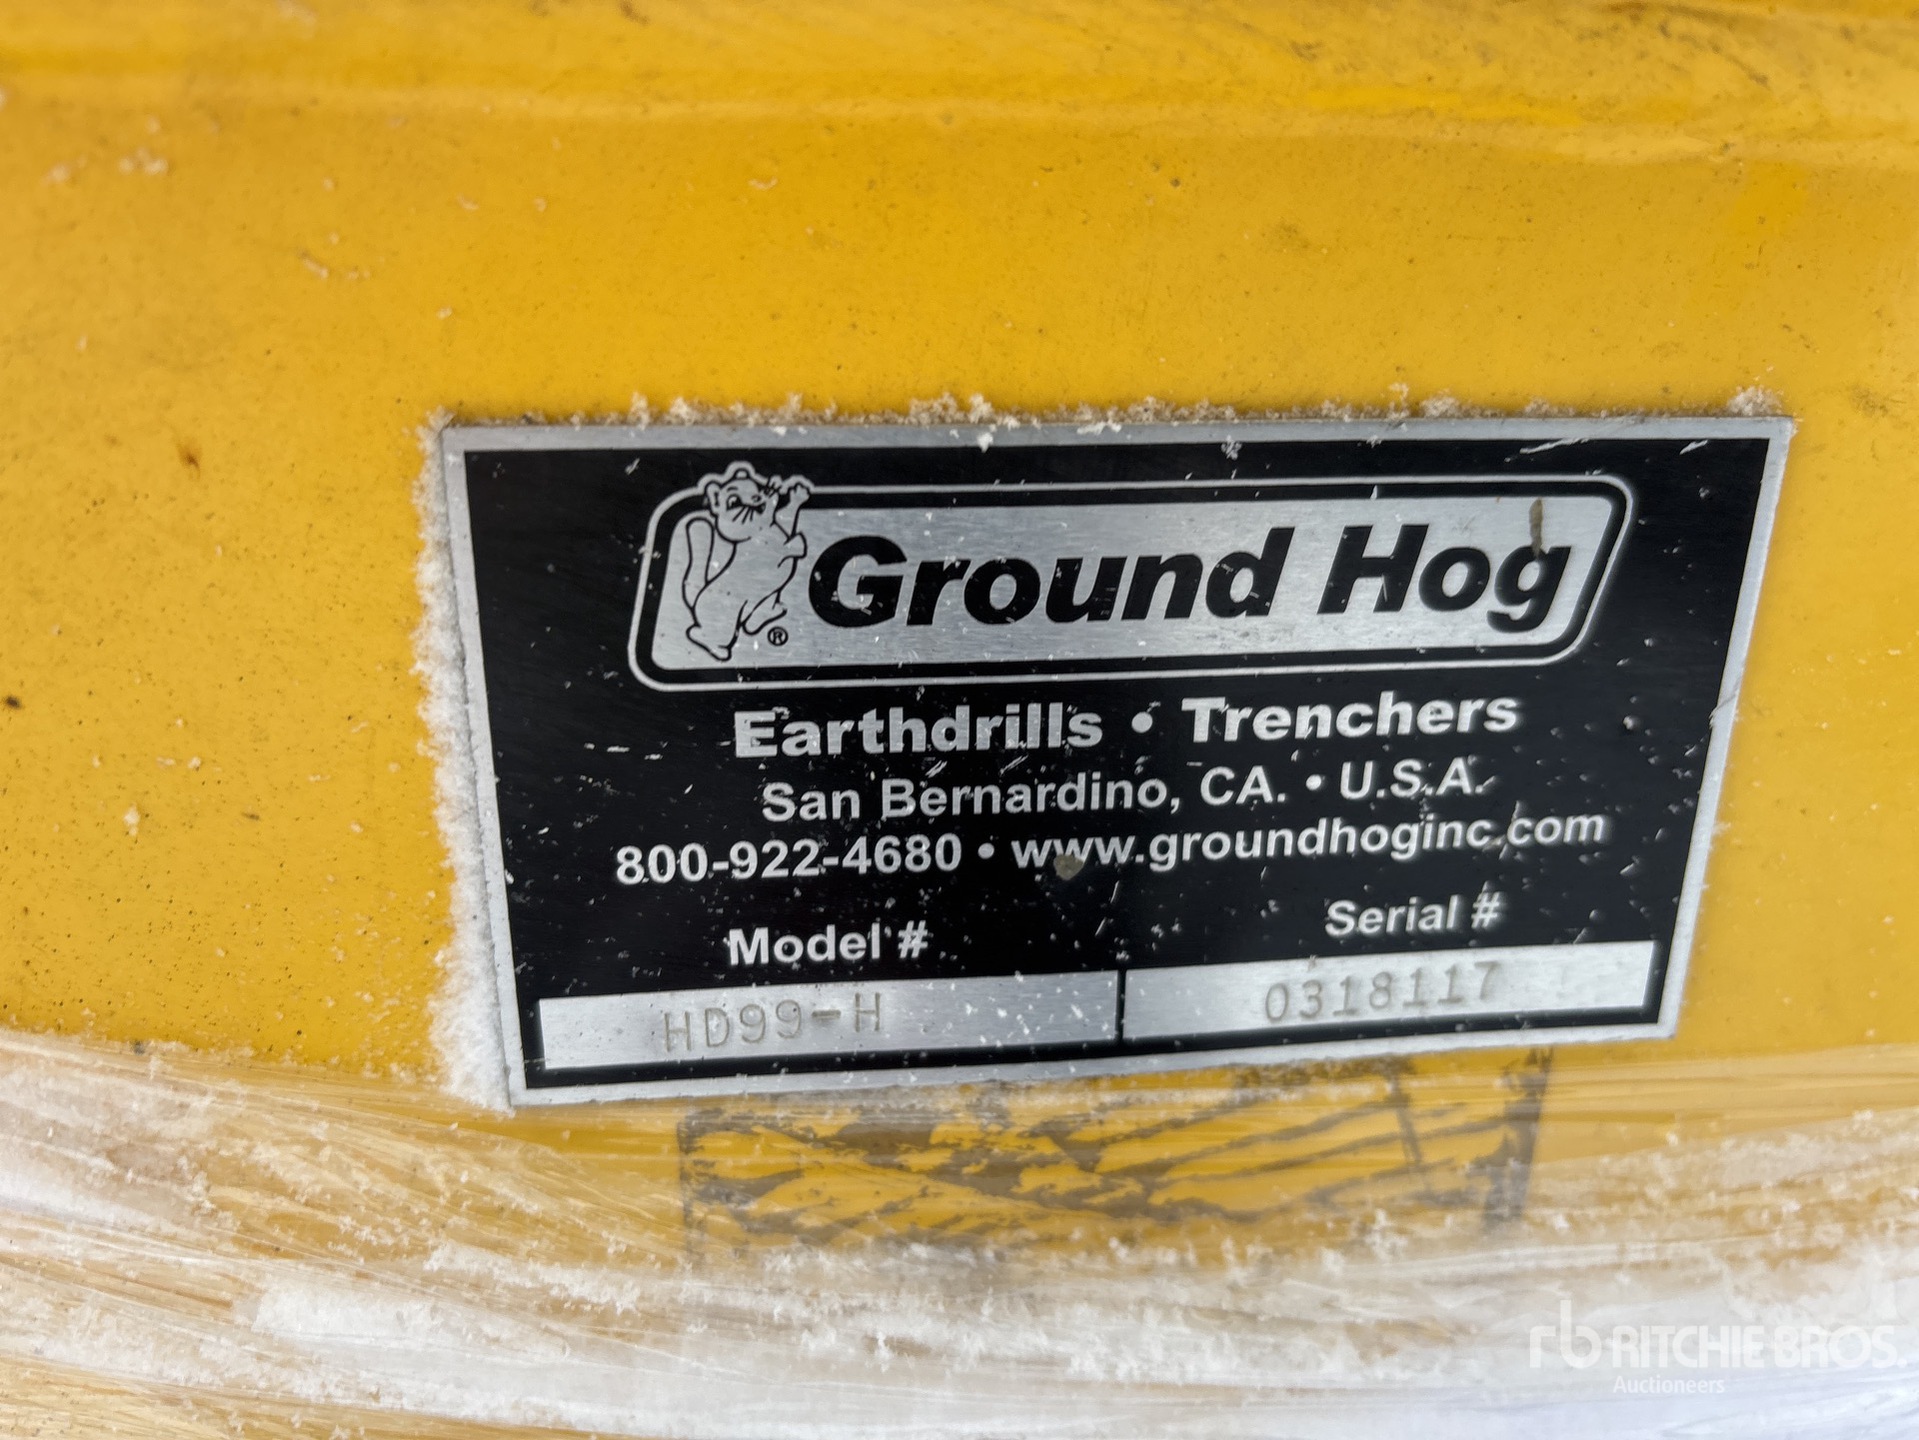 ® Ground Hog
Earthdrills • Trenchers
San Bernardino, CA. • U.S.A.
800-922-4680 • www.groundhoginc.com
Model # Serial #
HD99-H 0318117
rb RITCHIE BROS.
Auctioneers